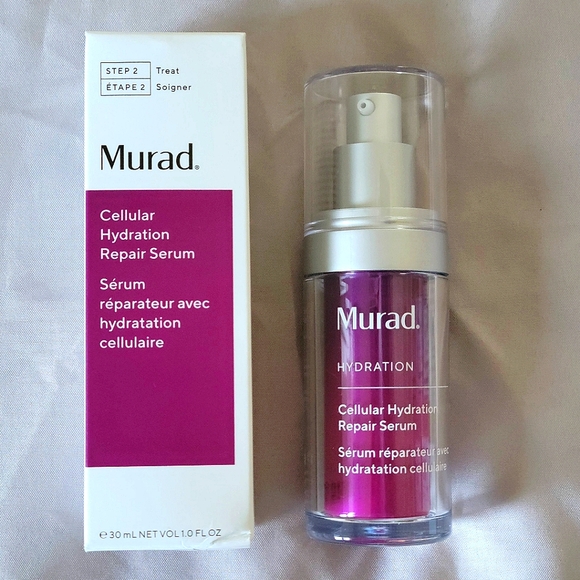 STEP 2 Treat
ÉTAPE 2 Soigner
Murad®
Cellular
Hydration
Repair Serum
Sérum
réparateur avec
hydratation
cellulaire
℮ 30 mL NET VOL 1.0 FL OZ
Murad.
HYDRATION
Cellular Hydration
Repair Serum
Sérum réparateur avec
hydratation cellulaire